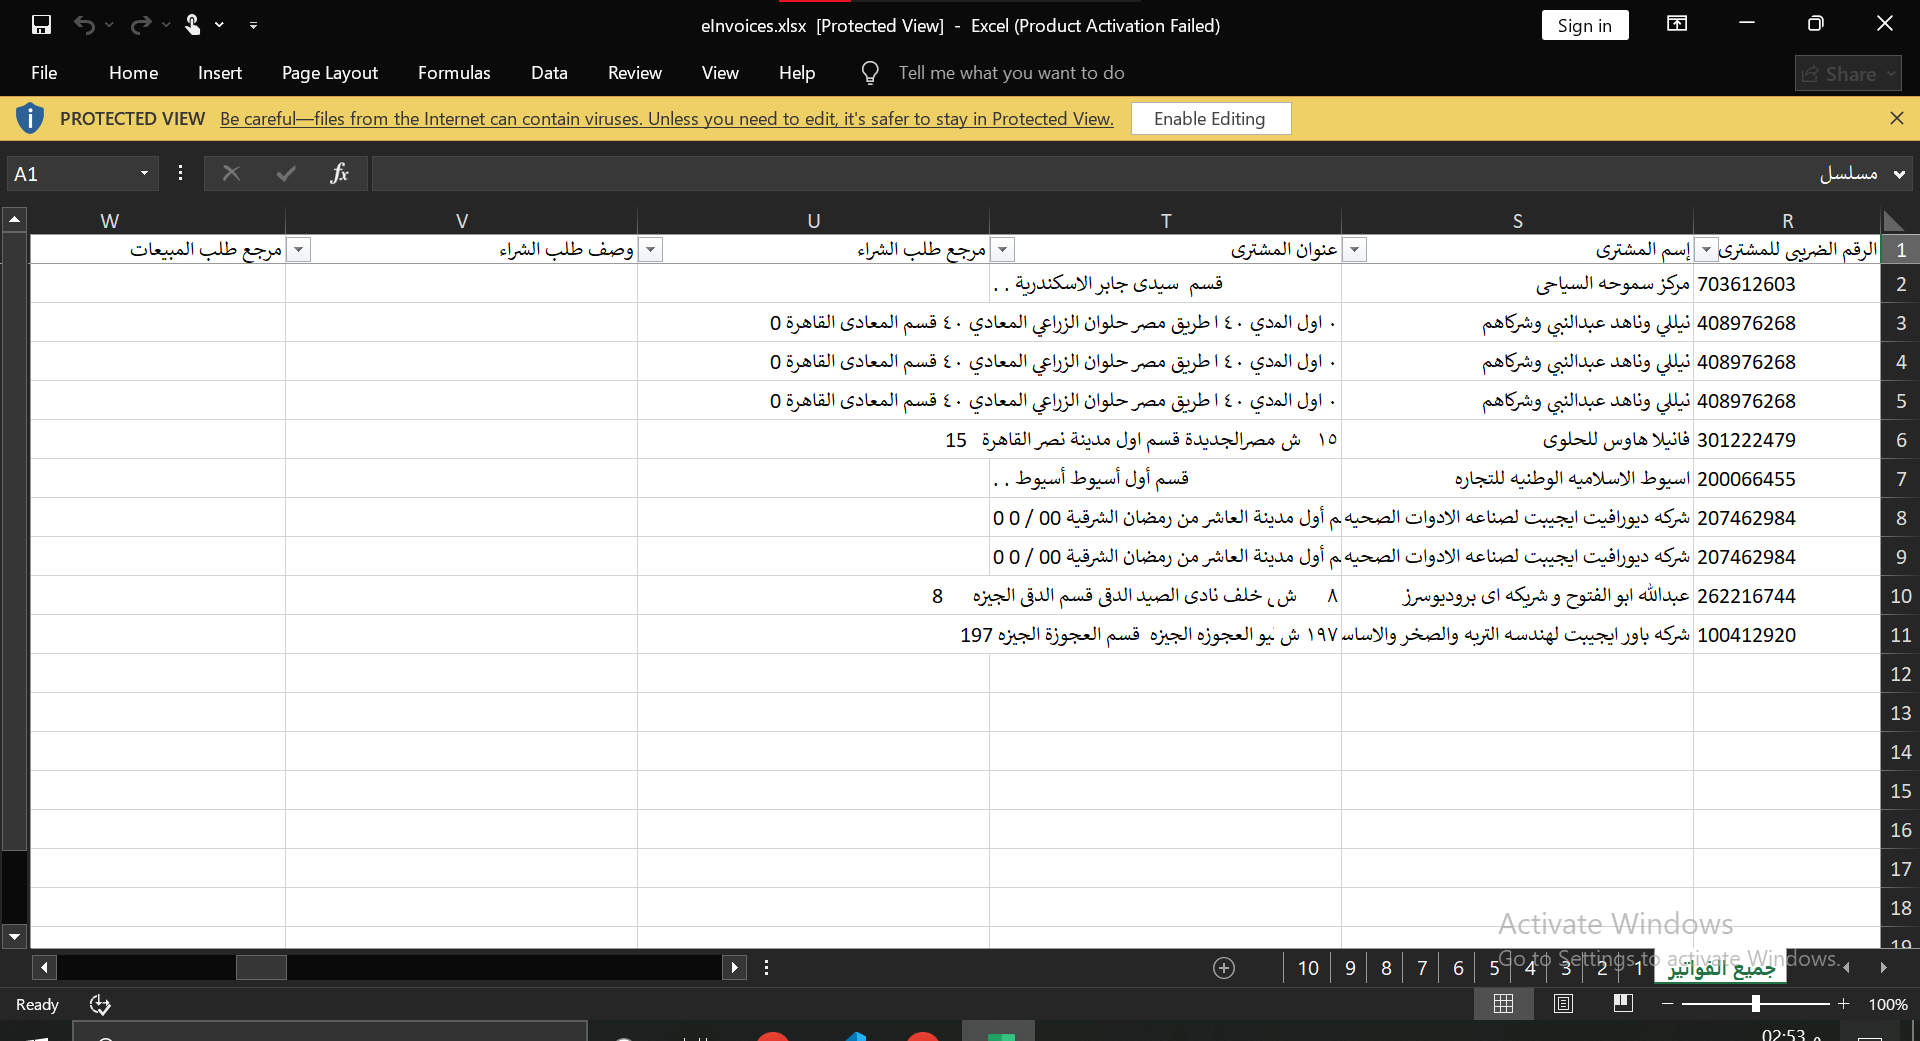 eInvoices.xlsx [Protected View] - Excel (Product Activation Failed)
Sign in
File Home Insert Page Layout Formulas Data Review View Help Tell me what you want to do Share
PROTECTED VIEW Be careful—files from the Internet can contain viruses. Unless you need to edit, it's safer to stay in Protected View. Enable Editing
A1 fx مسلسل
W V U T S R
1 الرقم الضريبى للمشترى إسم المشترى عنوان المشترى مرجع طلب الشراء وصف طلب الشراء مرجع طلب المبيعات
2 703612603 مركز سموحه السياحى قسم سيدى جابر الاسكندرية . .
3 408976268 نيللي وناهد عبدالنبي وشركاهم ٠ اول المدي ٤٠ ا طريق مصر حلوان الزراعي المعادي ٤٠ قسم المعادى القاهرة 0
4 408976268 نيللي وناهد عبدالنبي وشركاهم ٠ اول المدي ٤٠ ا طريق مصر حلوان الزراعي المعادي ٤٠ قسم المعادى القاهرة 0
5 408976268 نيللي وناهد عبدالنبي وشركاهم ٠ اول المدي ٤٠ ا طريق مصر حلوان الزراعي المعادي ٤٠ قسم المعادى القاهرة 0
6 301222479 فانيلا هاوس للحلوى ١٥ ش مصرالجديدة قسم اول مدينة نصر القاهرة 15
7 200066455 اسيوط الاسلاميه الوطنيه للتجاره قسم أول أسيوط أسيوط . .
8 207462984 شركه ديورافيت ايجيبت لصناعه الادوات الصحيه م أول مدينة العاشر من رمضان الشرقية 00 / 0 0
9 207462984 شركه ديورافيت ايجيبت لصناعه الادوات الصحيه م أول مدينة العاشر من رمضان الشرقية 00 / 0 0
10 262216744 عبدالله ابو الفتوح و شريكه اى بروديوسرز ٨ ش خلف نادى الصيد الدقى قسم الدقى الجيزه 8
11 100412920 شركه باور ايجيبت لهندسه التربه والصخر والاساس ١٩٧ ش يو العجوزه الجيزه قسم العجوزة الجيزه 197
12
13
14
15
16
17
18
19
Activate Windows
Go to Settings to activate Windows.
جميع الفواتير 1 2 3 4 5 6 7 8 9 10
Ready 100%
02:53